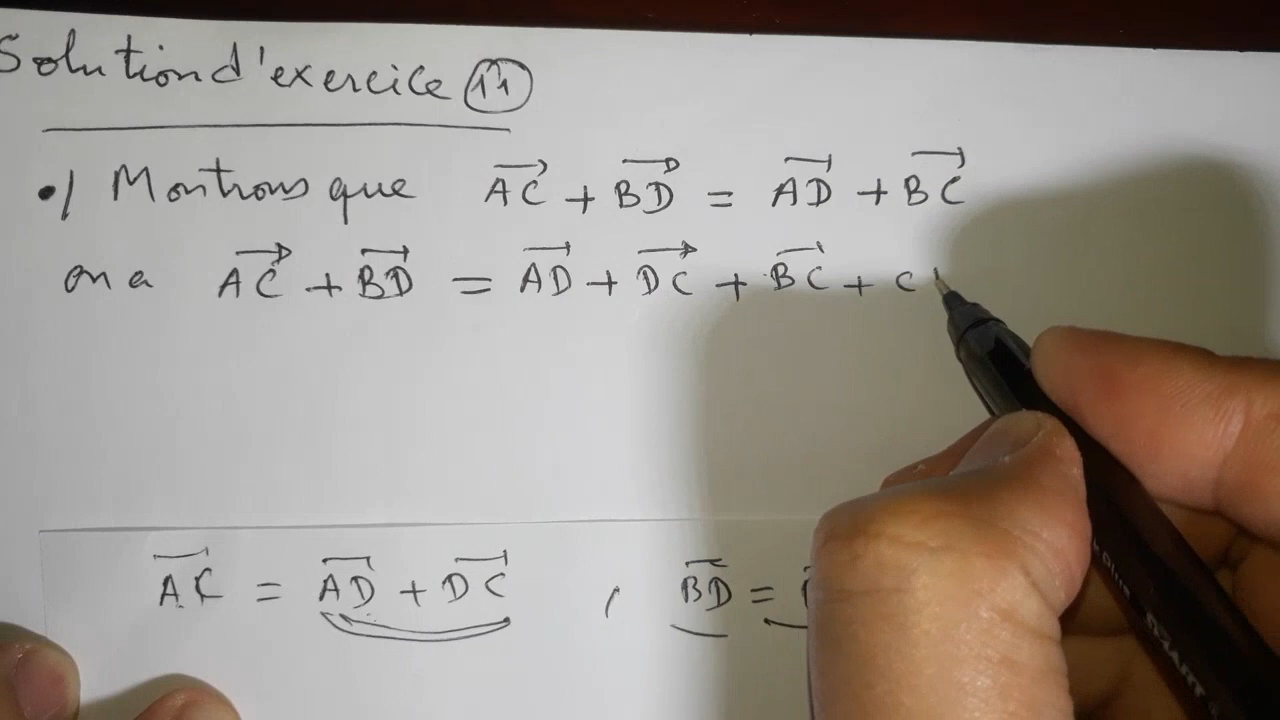 Solution d'exercice 11
•/ Montrons que AC + BD = AD + BC
on a AC + BD = AD + DC + BC + C
AC = AD + DC , BD =